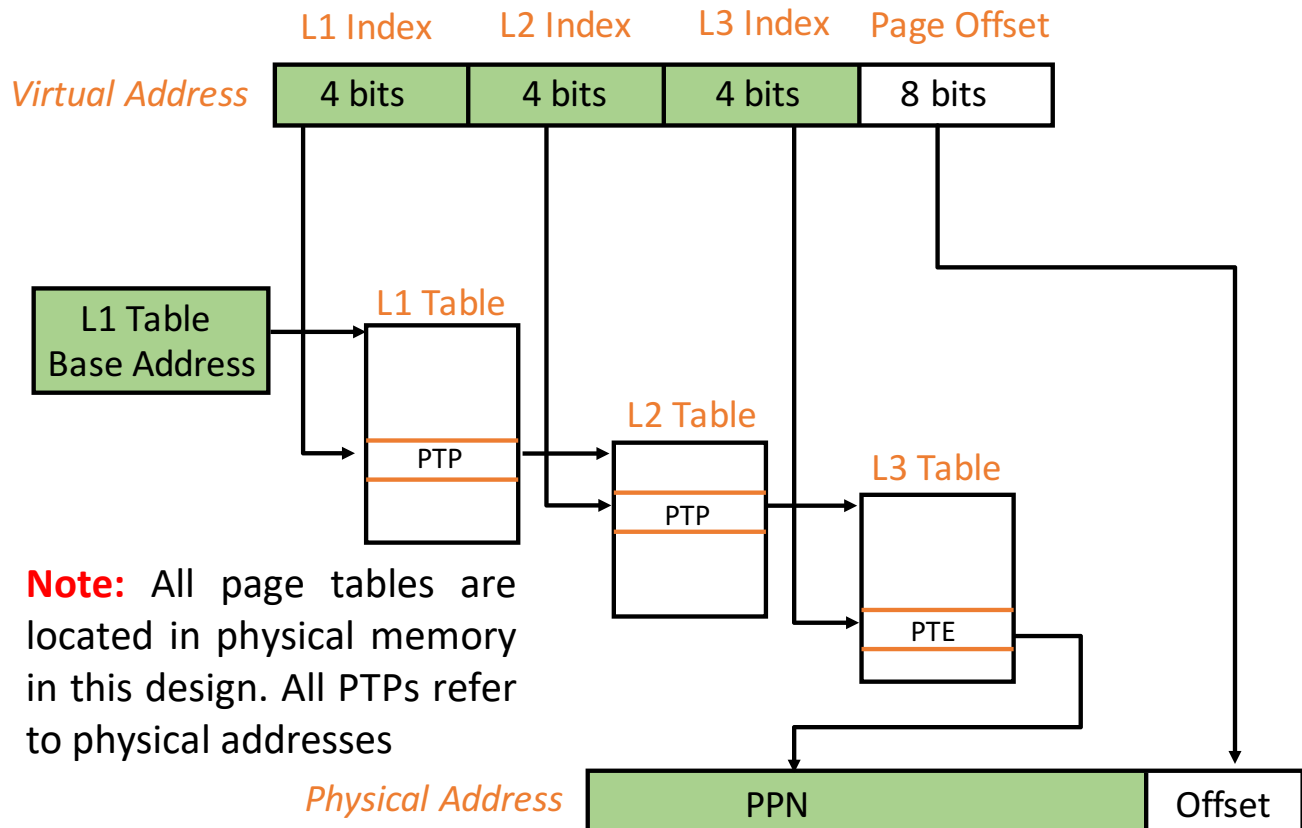 L1 Index L2 Index L3 Index Page Offset
Virtual Address 4 bits 4 bits 4 bits 8 bits
L1 Table
Base Address
L1 Table
PTP
L2 Table
PTP
L3 Table
PTE
Note: All page tables are
located in physical memory
in this design. All PTPs refer
to physical addresses
Physical Address PPN Offset